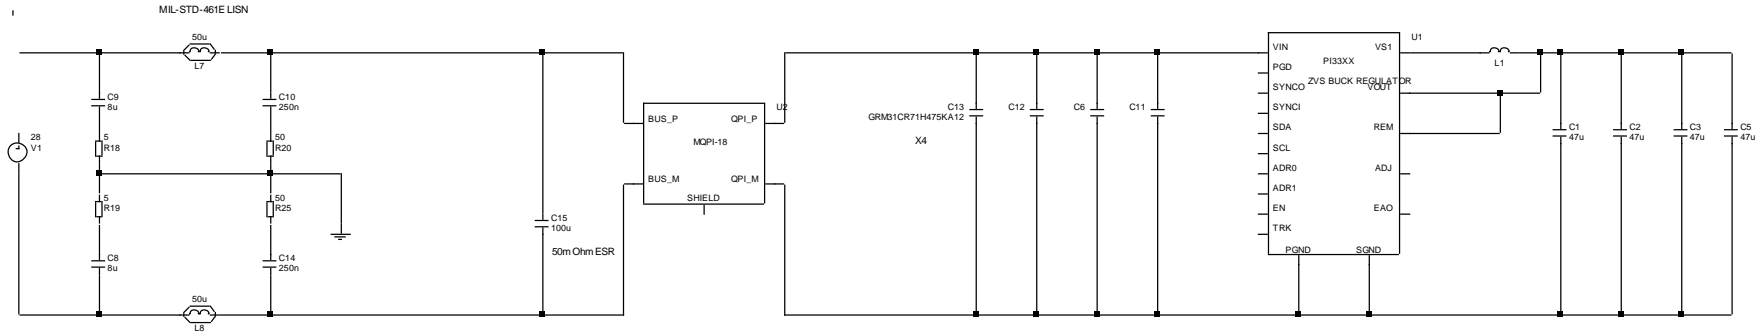 MIL-STD-461E LISN
50u
L7
C9
8u
C10
250n
5
R18
50
R20
28
V1
5
R19
50
R25
C8
8u
C14
250n
50u
L8
C15
100u
50m Ohm ESR
U2
BUS_P
QPI_P
MQPI-18
BUS_M
QPI_M
SHIELD
C13
GRM31CR71H475KA12
X4
C12
C6
C11
U1
VIN
VS1
PI33XX
PGD
ZVS BUCK REGULATOR
SYNCO
VOUT
SYNCI
SDA
REM
SCL
ADR0
ADJ
ADR1
EN
EAO
TRK
PGND
SGND
L1
C1
47u
C2
47u
C3
47u
C5
47u